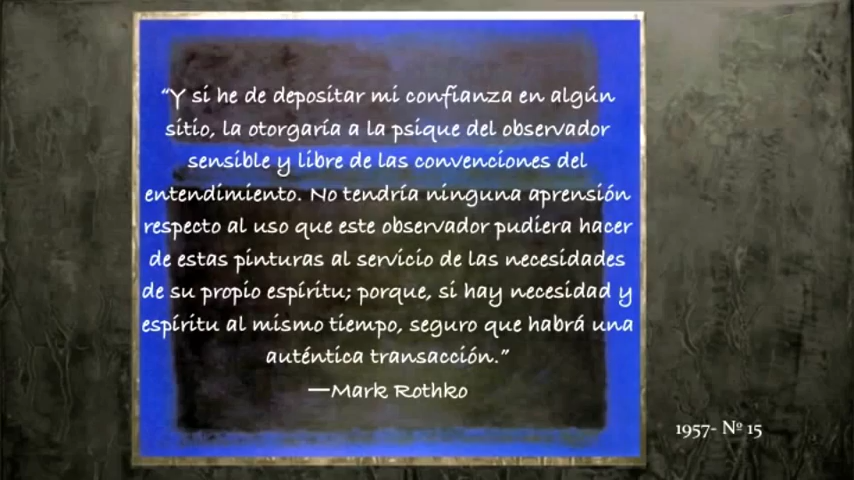 “Y si he de depositar mi confianza en algún
sitio, la otorgaría a la psique del observador
sensible y libre de las convenciones del
entendimiento. No tendría ninguna aprensión
respecto al uso que este observador pudiera hacer
de estas pinturas al servicio de las necesidades
de su propio espíritu; porque, si hay necesidad y
espíritu al mismo tiempo, seguro que habrá una
auténtica transacción.”
—Mark Rothko
1957- Nº 15